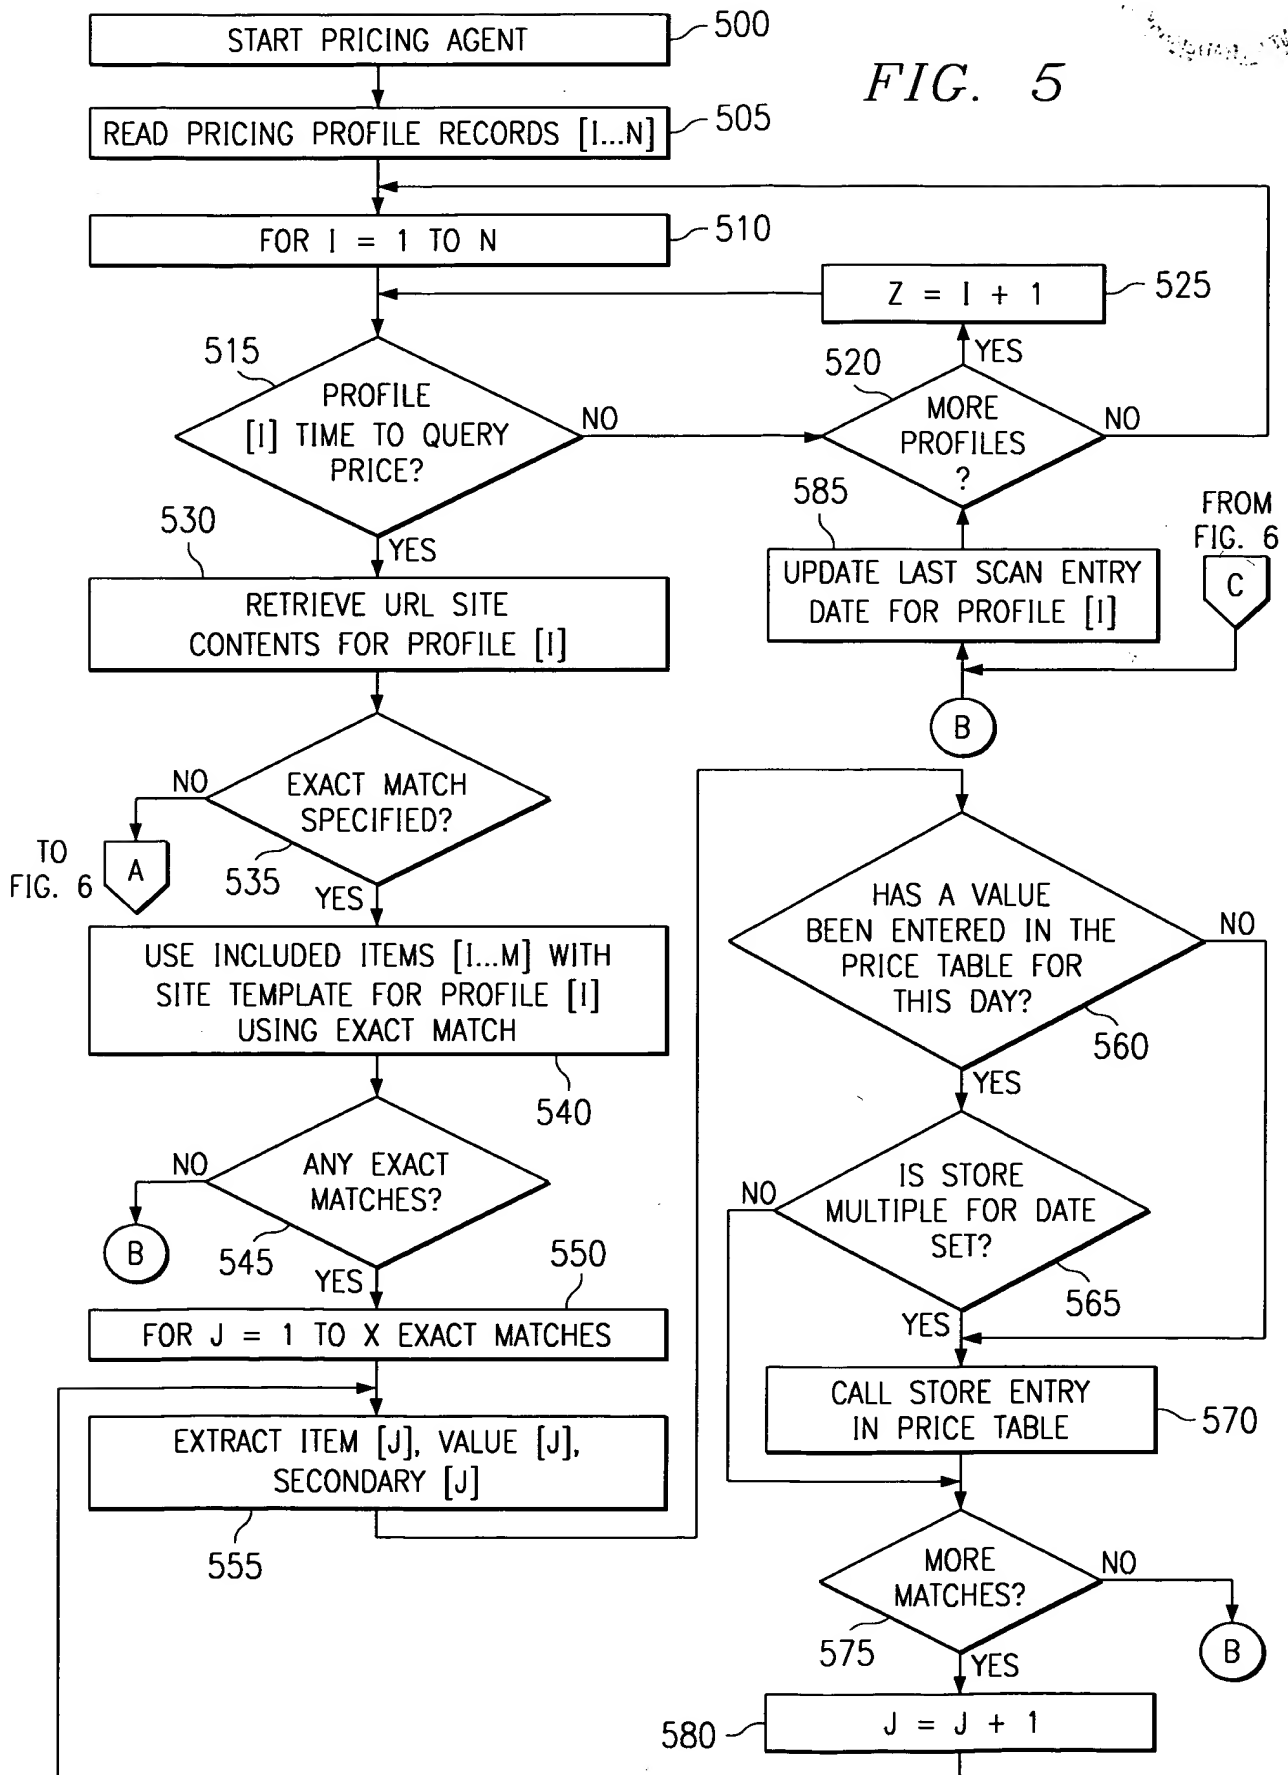 FIG. 5
START PRICING AGENT
500
READ PRICING PROFILE RECORDS [I...N]
505
FOR I = 1 TO N
510
Z = I + 1
525
515
PROFILE
[I] TIME TO QUERY
PRICE?
NO
YES
520
YES
MORE
PROFILES
?
NO
585
UPDATE LAST SCAN ENTRY
DATE FOR PROFILE [I]
FROM
FIG. 6
C
B
530
RETRIEVE URL SITE
CONTENTS FOR PROFILE [I]
NO
EXACT MATCH
SPECIFIED?
535
YES
TO
FIG. 6
A
USE INCLUDED ITEMS [I...M] WITH
SITE TEMPLATE FOR PROFILE [I]
USING EXACT MATCH
540
NO
ANY EXACT
MATCHES?
B
545
YES
550
FOR J = 1 TO X EXACT MATCHES
EXTRACT ITEM [J], VALUE [J],
SECONDARY [J]
555
HAS A VALUE
BEEN ENTERED IN THE
PRICE TABLE FOR
THIS DAY?
NO
560
YES
NO
IS STORE
MULTIPLE FOR DATE
SET?
565
YES
CALL STORE ENTRY
IN PRICE TABLE
570
MORE
MATCHES?
NO
575
B
YES
580
J = J + 1